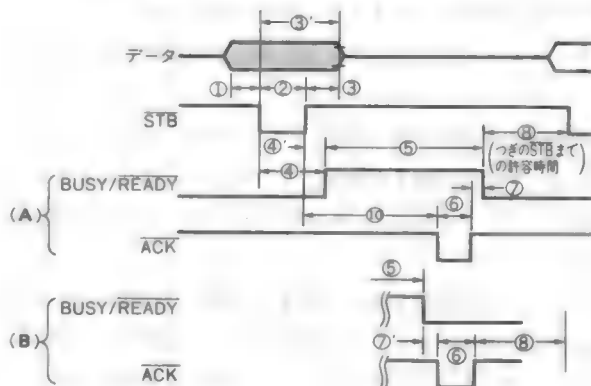 ③'
データ
① ② ③
STB
④' ⑤ ⑧
(つぎのSTBまでの許容時間)
④
(A)
BUSY/READY
⑦
⑩ ⑥
ACK
⑤
(B)
BUSY/READY
⑦' ⑥ ⑧
ACK